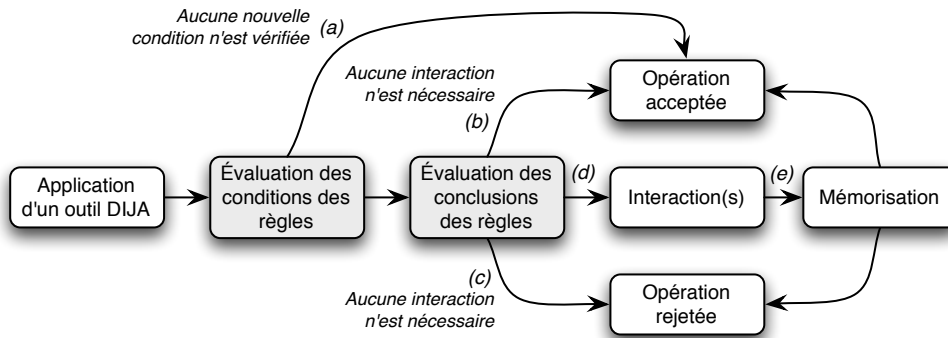 Aucune nouvelle
condition n'est vérifiée
(a)
Aucune interaction
n'est nécessaire
(b)
Opération
acceptée
Application
d'un outil DIJA
Évaluation des
conditions des
règles
Évaluation des
conclusions
des règles
(d)
Interaction(s)
(e)
Mémorisation
(c)
Aucune interaction
n'est nécessaire
Opération
rejetée